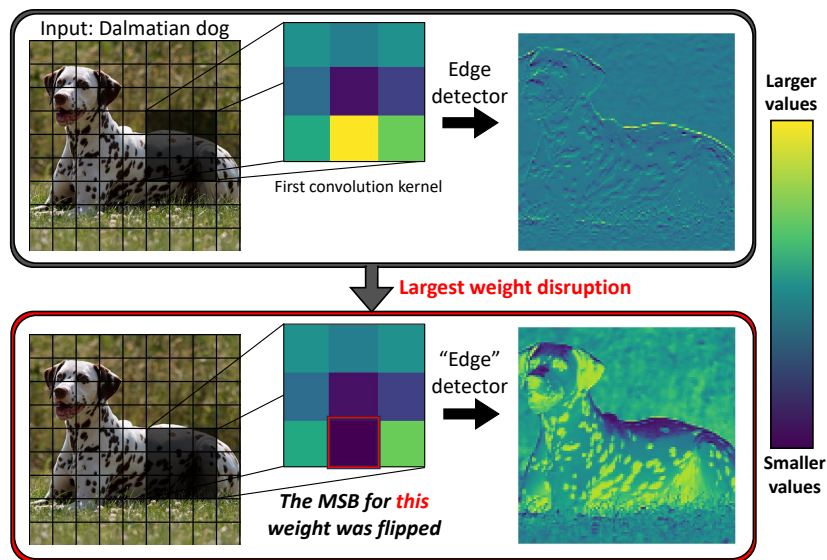 Input: Dalmatian dog
Edge
detector
First convolution kernel
Larger
values
Largest weight disruption
“Edge”
detector
The MSB for this
weight was flipped
Smaller
values